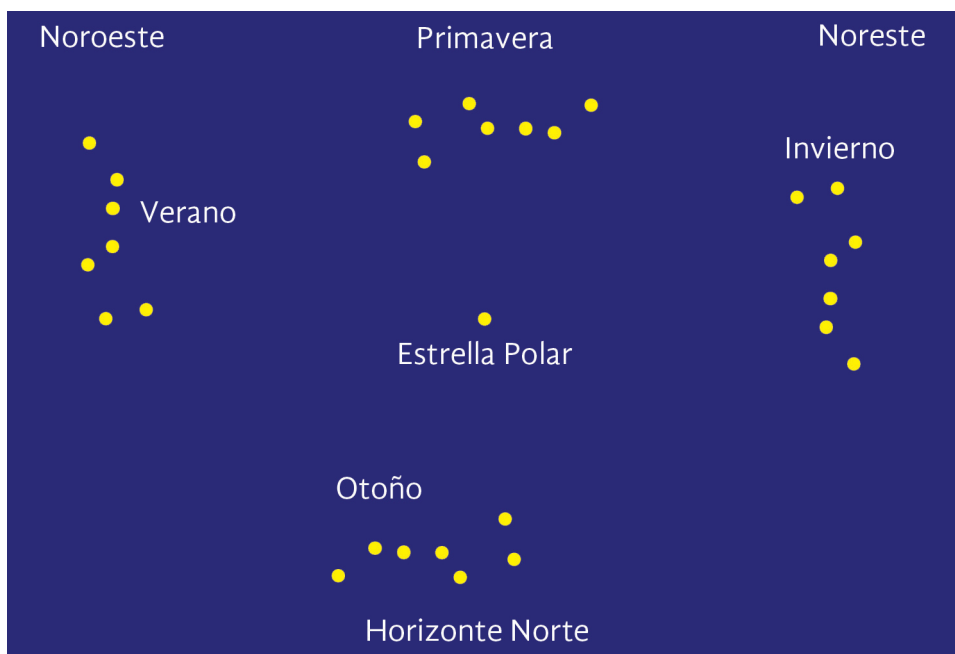 Noroeste
Primavera
Noreste
Invierno
Verano
Estrella Polar
Otoño
Horizonte Norte